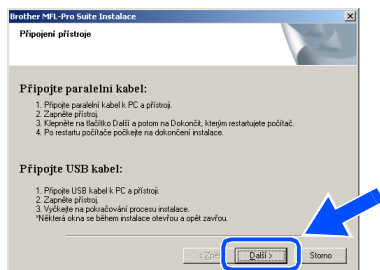 Brother MFL-Pro Suite Instalace
Připojení přístroje
Připojte paralelní kabel:
1. Připojte paralelní kabel k PC a přístroji.
2. Zapněte přístroj.
3. Klepněte na tlačítko Další a potom na Dokončit, kterým restartujete počítač.
4. Po restartu počítače počkejte na dokončení instalace.
Připojte USB kabel:
1. Připojte USB kabel k PC a přístroji.
2. Zapněte přístroj.
3. Vyčkejte na pokračování procesu instalace.
*Některá okna se během instalace otevřou a opět zavřou.
< Zpět Další > Storno